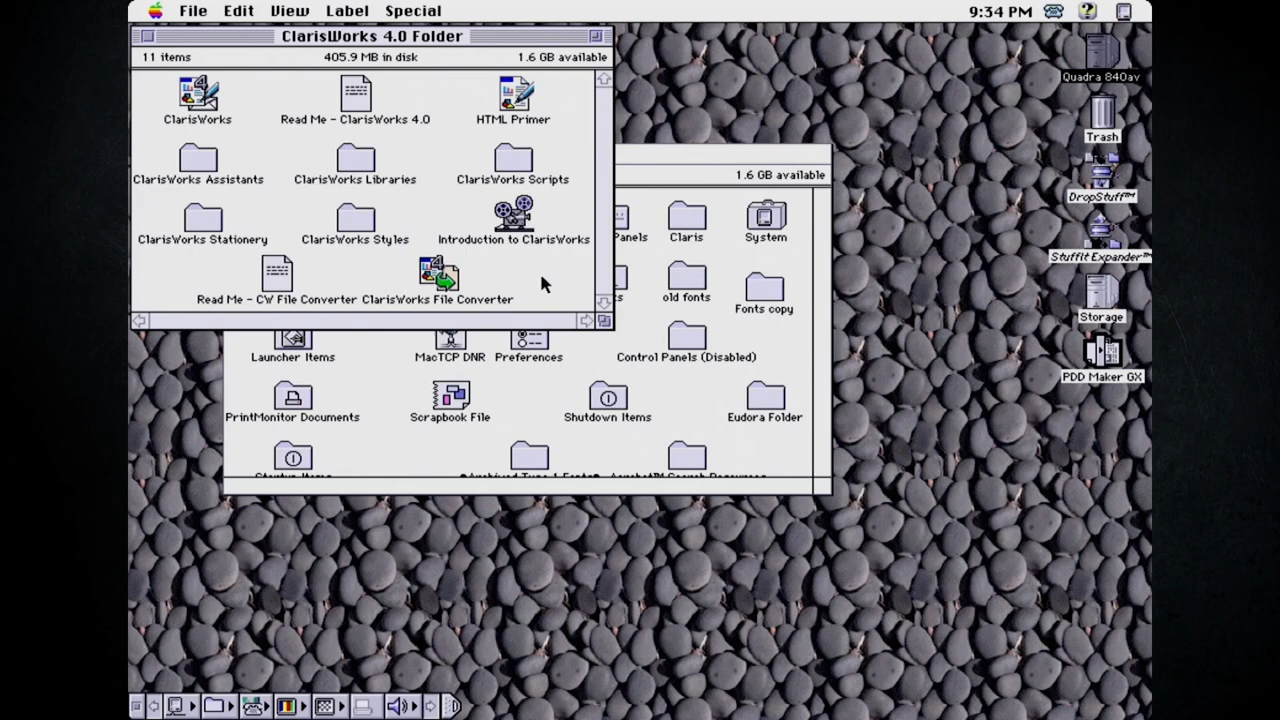 File Edit View Label Special 9:34 PM
ClarisWorks 4.0 Folder
11 items 405.9 MB in disk 1.6 GB available
ClarisWorks Read Me - ClarisWorks 4.0 HTML Primer
ClarisWorks Assistants ClarisWorks Libraries ClarisWorks Scripts
ClarisWorks Stationery ClarisWorks Styles Introduction to ClarisWorks
Read Me - CW File Converter ClarisWorks File Converter
1.6 GB available
Panels Claris System
old fonts Fonts copy
Launcher Items MacTCP DNR Preferences Control Panels (Disabled)
PrintMonitor Documents Scrapbook File Shutdown Items Eudora Folder
Quadra 840av
Trash
DropStuff™
StuffIt Expander™
Storage
PDD Maker GX